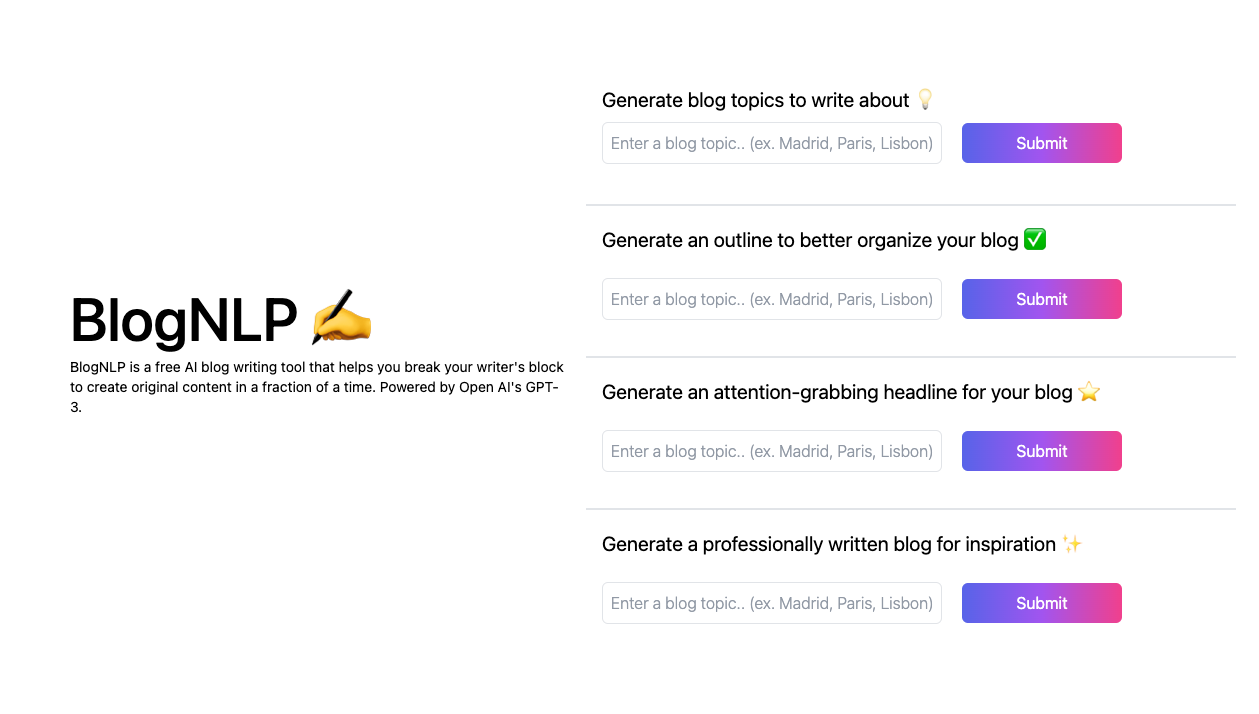 BlogNLP ✍️
BlogNLP is a free AI blog writing tool that helps you break your writer's block
to create original content in a fraction of a time. Powered by Open AI's GPT-
3.
Generate blog topics to write about 💡
Enter a blog topic.. (ex. Madrid, Paris, Lisbon)
Submit
Generate an outline to better organize your blog ✅
Enter a blog topic.. (ex. Madrid, Paris, Lisbon)
Submit
Generate an attention-grabbing headline for your blog ⭐
Enter a blog topic.. (ex. Madrid, Paris, Lisbon)
Submit
Generate a professionally written blog for inspiration ✨
Enter a blog topic.. (ex. Madrid, Paris, Lisbon)
Submit